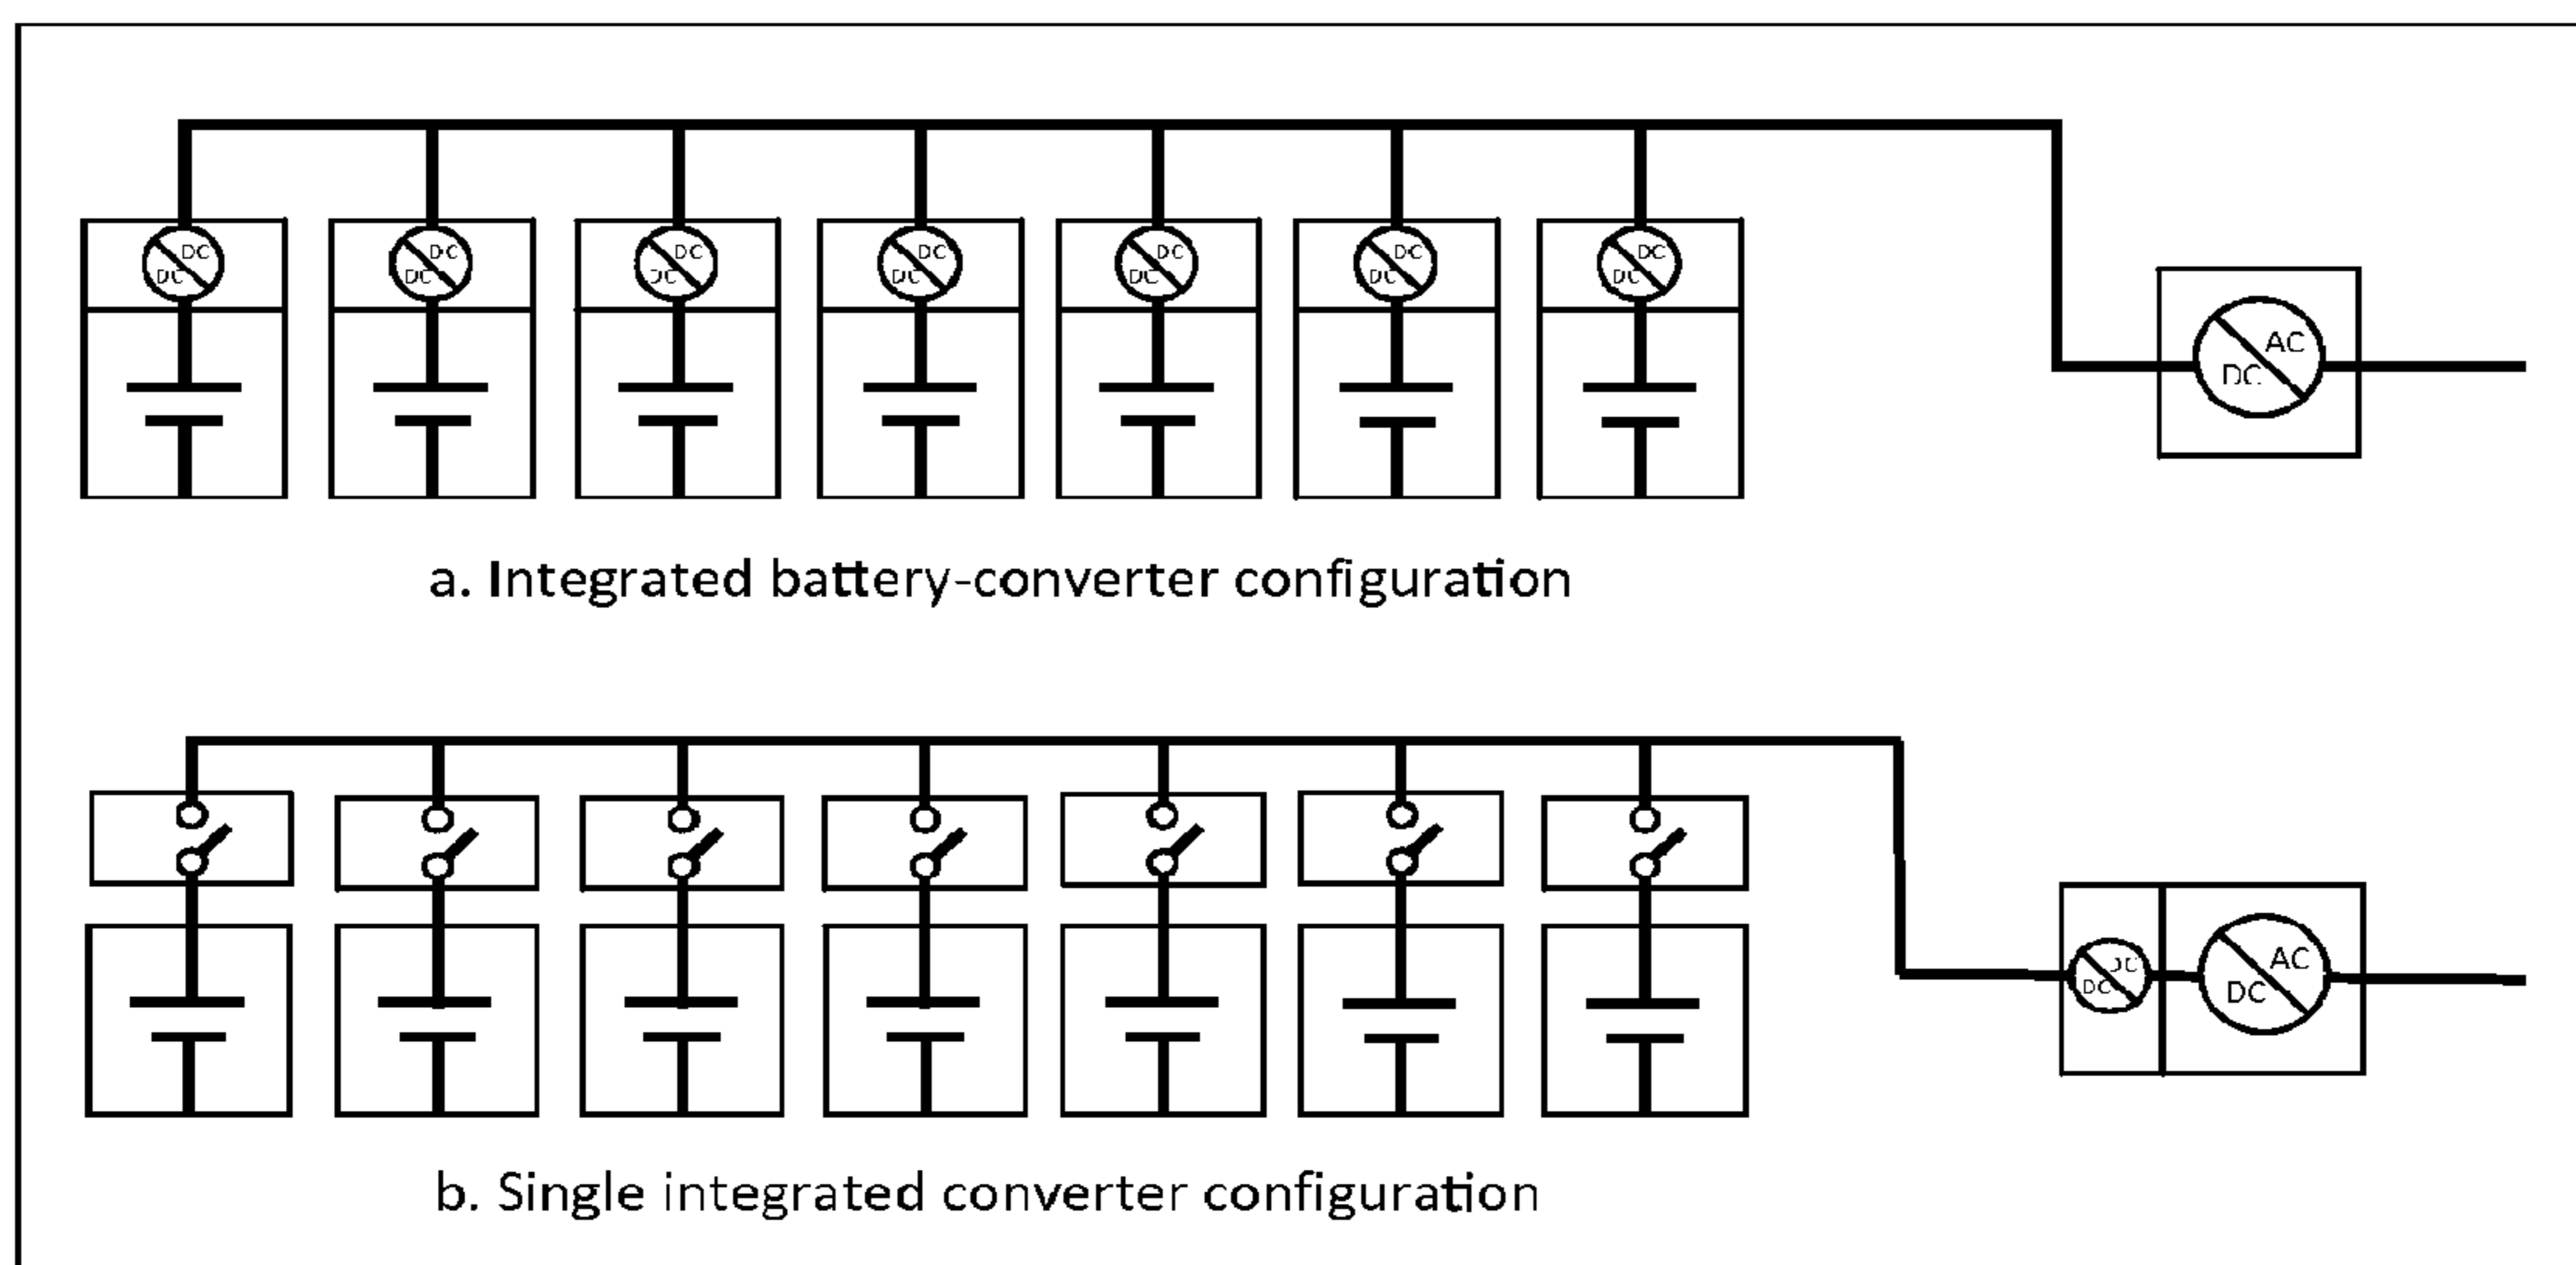 DC DC DC DC DC DC DC
DC DC DC DC DC DC DC
AC
DC
a. Integrated battery-converter configuration
DC AC
DC DC
b. Single integrated converter configuration